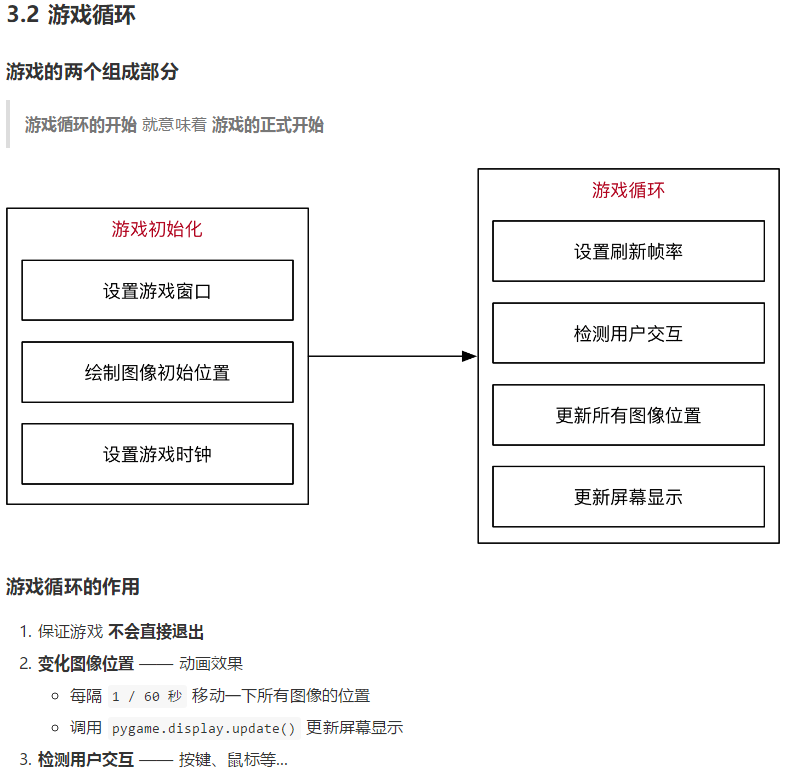 3.2 游戏循环
游戏的两个组成部分
游戏循环的开始 就意味着 游戏的正式开始
游戏初始化
设置游戏窗口
绘制图像初始位置
设置游戏时钟
游戏循环
设置刷新帧率
检测用户交互
更新所有图像位置
更新屏幕显示
游戏循环的作用
1. 保证游戏 不会直接退出
2. 变化图像位置 —— 动画效果
每隔 1 / 60 秒 移动一下所有图像的位置
调用 pygame.display.update() 更新屏幕显示
3. 检测用户交互 —— 按键、鼠标等...